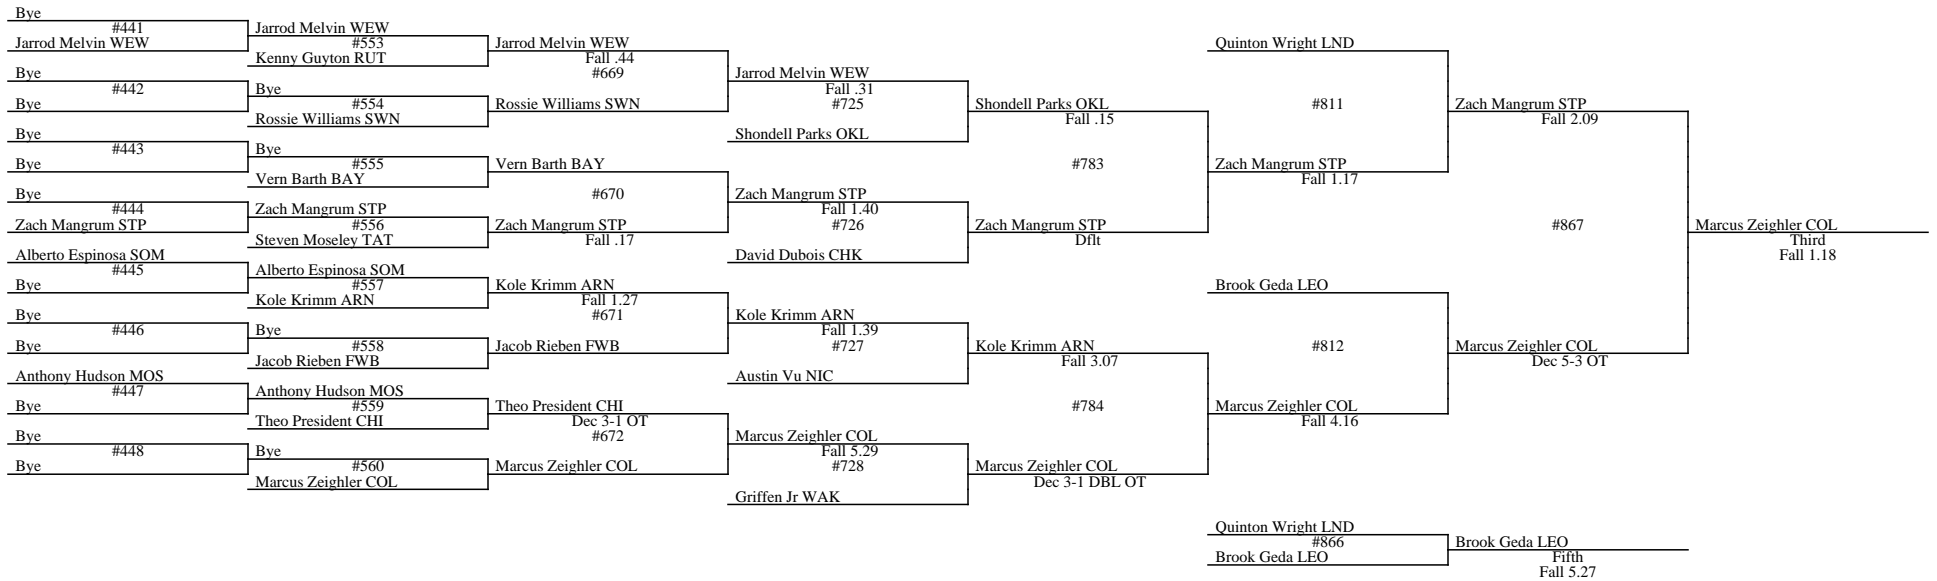 Bye
#441
Jarrod Melvin WEW
Bye
#442
Bye
Bye
#443
Bye
Bye
#444
Zach Mangrum STP
Alberto Espinosa SOM
#445
Bye
Bye
#446
Bye
Anthony Hudson MOS
#447
Bye
Bye
#448
Bye
Jarrod Melvin WEW
#553
Kenny Guyton RUT
Bye
#554
Rossie Williams SWN
Bye
#555
Vern Barth BAY
Zach Mangrum STP
#556
Steven Moseley TAT
Alberto Espinosa SOM
#557
Kole Krimm ARN
Bye
#558
Jacob Rieben FWB
Anthony Hudson MOS
#559
Theo President CHI
Bye
#560
Marcus Zeighler COL
Jarrod Melvin WEW
Fall .44
#669
Rossie Williams SWN
Vern Barth BAY
#670
Zach Mangrum STP
Fall .17
Kole Krimm ARN
Fall 1.27
#671
Jacob Rieben FWB
Theo President CHI
Dec 3-1 OT
#672
Marcus Zeighler COL
Jarrod Melvin WEW
Fall .31
#725
Shondell Parks OKL
Zach Mangrum STP
Fall 1.40
#726
David Dubois CHK
Kole Krimm ARN
Fall 1.39
#727
Austin Vu NIC
Marcus Zeighler COL
Fall 5.29
#728
Griffen Jr WAK
Shondell Parks OKL
Fall .15
#783
Zach Mangrum STP
Dflt
Kole Krimm ARN
Fall 3.07
#784
Marcus Zeighler COL
Dec 3-1 DBL OT
Quinton Wright LND
#811
Zach Mangrum STP
Fall 1.17
Brook Geda LEO
#812
Marcus Zeighler COL
Fall 4.16
Zach Mangrum STP
Fall 2.09
#867
Marcus Zeighler COL
Dec 5-3 OT
Marcus Zeighler COL
Third
Fall 1.18
Quinton Wright LND
#866
Brook Geda LEO
Brook Geda LEO
Fifth
Fall 5.27